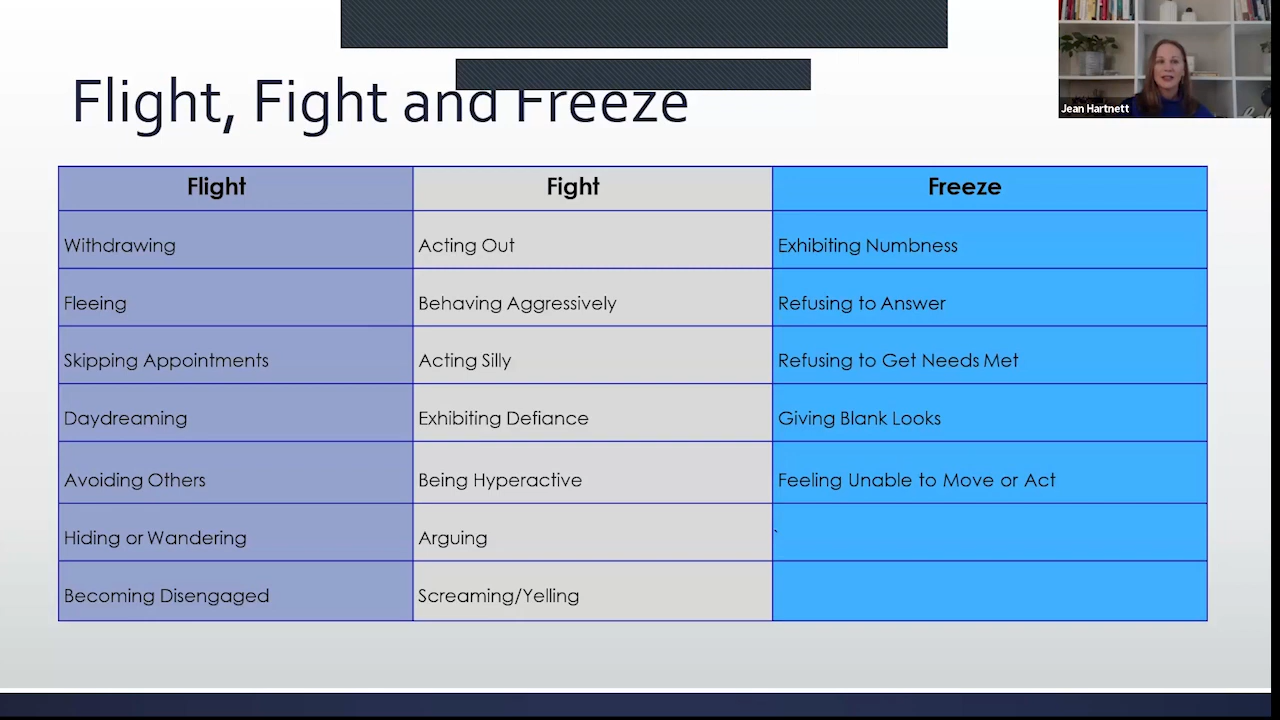 Flight, Fight and Freeze
Jean Hartnett
Flight Fight Freeze
Withdrawing Acting Out Exhibiting Numbness
Fleeing Behaving Aggressively Refusing to Answer
Skipping Appointments Acting Silly Refusing to Get Needs Met
Daydreaming Exhibiting Defiance Giving Blank Looks
Avoiding Others Being Hyperactive Feeling Unable to Move or Act
Hiding or Wandering Arguing `
Becoming Disengaged Screaming/Yelling